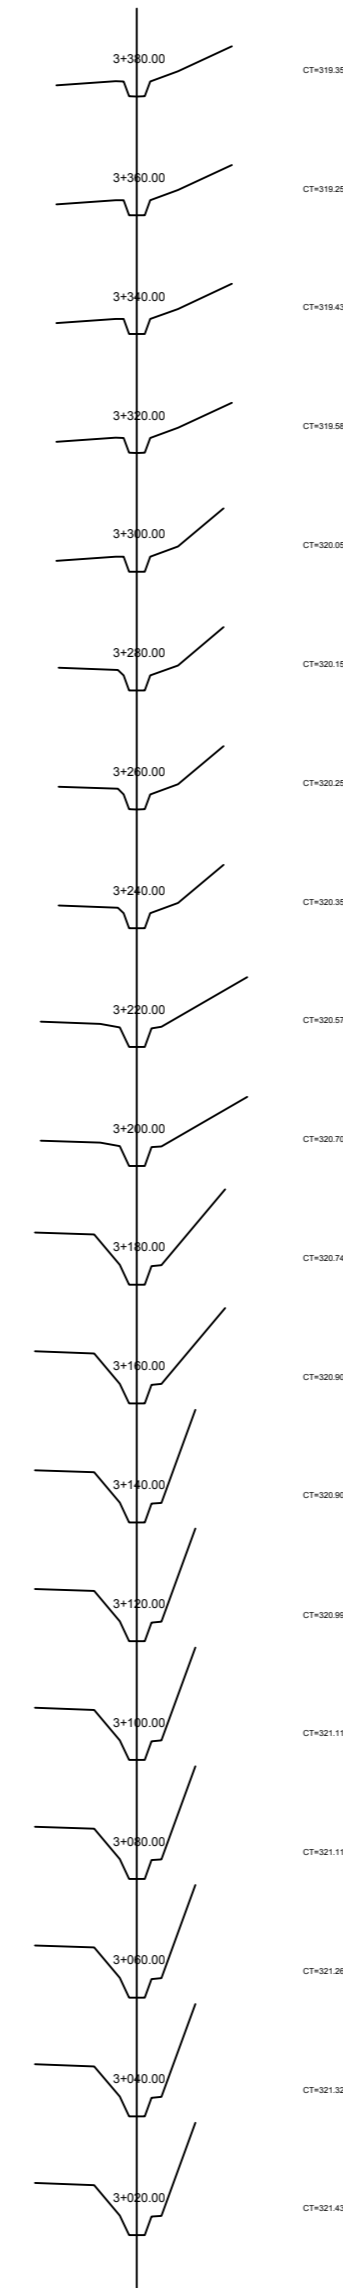 3+380.00 CT=319.35
3+360.00 CT=319.25
3+340.00 CT=319.43
3+320.00 CT=319.58
3+300.00 CT=320.05
3+280.00 CT=320.15
3+260.00 CT=320.25
3+240.00 CT=320.35
3+220.00 CT=320.57
3+200.00 CT=320.70
3+180.00 CT=320.74
3+160.00 CT=320.90
3+140.00 CT=320.90
3+120.00 CT=320.99
3+100.00 CT=321.11
3+080.00 CT=321.11
3+060.00 CT=321.26
3+040.00 CT=321.32
3+020.00 CT=321.43